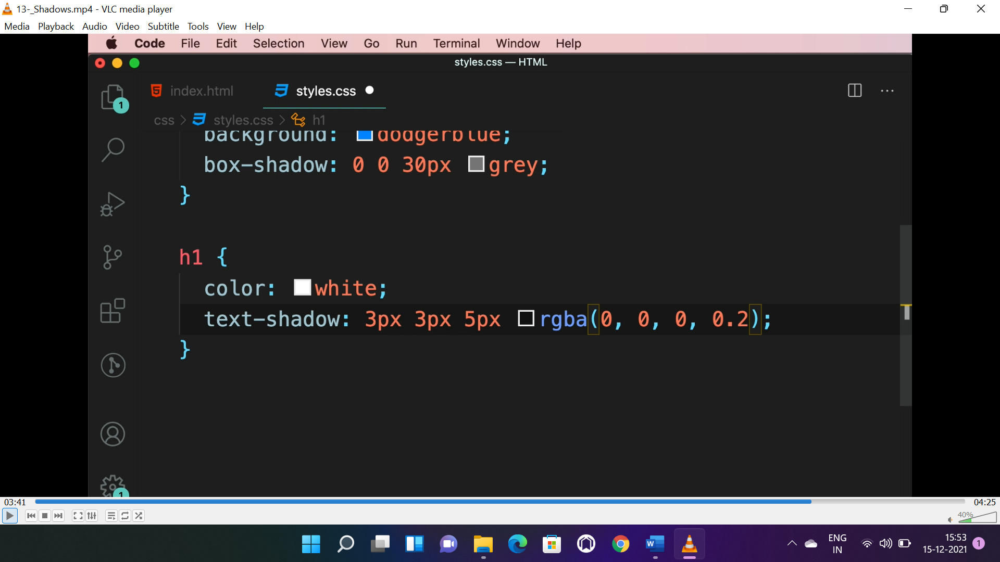 13-_Shadows.mp4 - VLC media player
Media Playback Audio Video Subtitle Tools View Help
Code File Edit Selection View Go Run Terminal Window Help
styles.css — HTML
index.html styles.css
1
css > styles.css > h1
background: dodgerblue;
box-shadow: 0 0 30px grey;
}
h1 {
color: white;
text-shadow: 3px 3px 5px rgba(0, 0, 0, 0.2);
}
1
03:41 04:25
40%
ENG
IN
15:53
15-12-2021
1